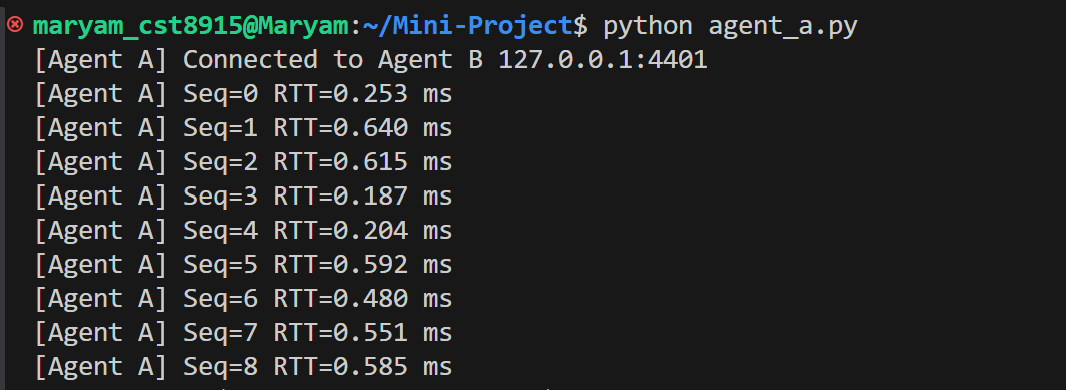 maryam_cst8915@Maryam:~/Mini-Project$ python agent_a.py
[Agent A] Connected to Agent B 127.0.0.1:4401
[Agent A] Seq=0 RTT=0.253 ms
[Agent A] Seq=1 RTT=0.640 ms
[Agent A] Seq=2 RTT=0.615 ms
[Agent A] Seq=3 RTT=0.187 ms
[Agent A] Seq=4 RTT=0.204 ms
[Agent A] Seq=5 RTT=0.592 ms
[Agent A] Seq=6 RTT=0.480 ms
[Agent A] Seq=7 RTT=0.551 ms
[Agent A] Seq=8 RTT=0.585 ms